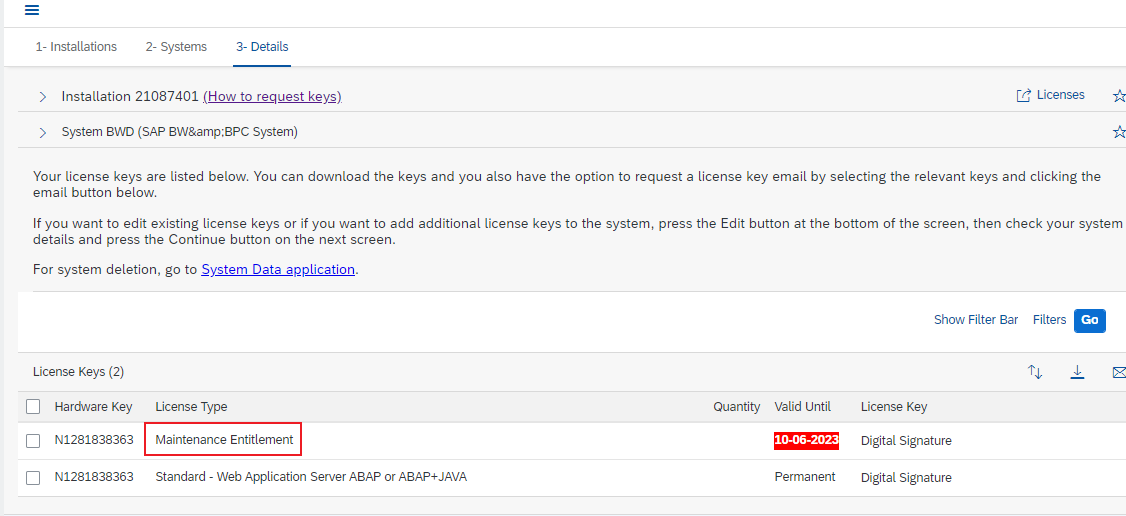 1- Installations 2- Systems 3- Details
Installation 21087401 (How to request keys) Licenses
System BWD (SAP BW&amp;BPC System)
Your license keys are listed below. You can download the keys and you also have the option to request a license key email by selecting the relevant keys and clicking the
email button below.
If you want to edit existing license keys or if you want to add additional license keys to the system, press the Edit button at the bottom of the screen, then check your system
details and press the Continue button on the next screen.
For system deletion, go to System Data application.
Show Filter Bar Filters Go
License Keys (2)
Hardware Key License Type Quantity Valid Until License Key
N1281838363 Maintenance Entitlement 10-06-2023 Digital Signature
N1281838363 Standard - Web Application Server ABAP or ABAP+JAVA Permanent Digital Signature